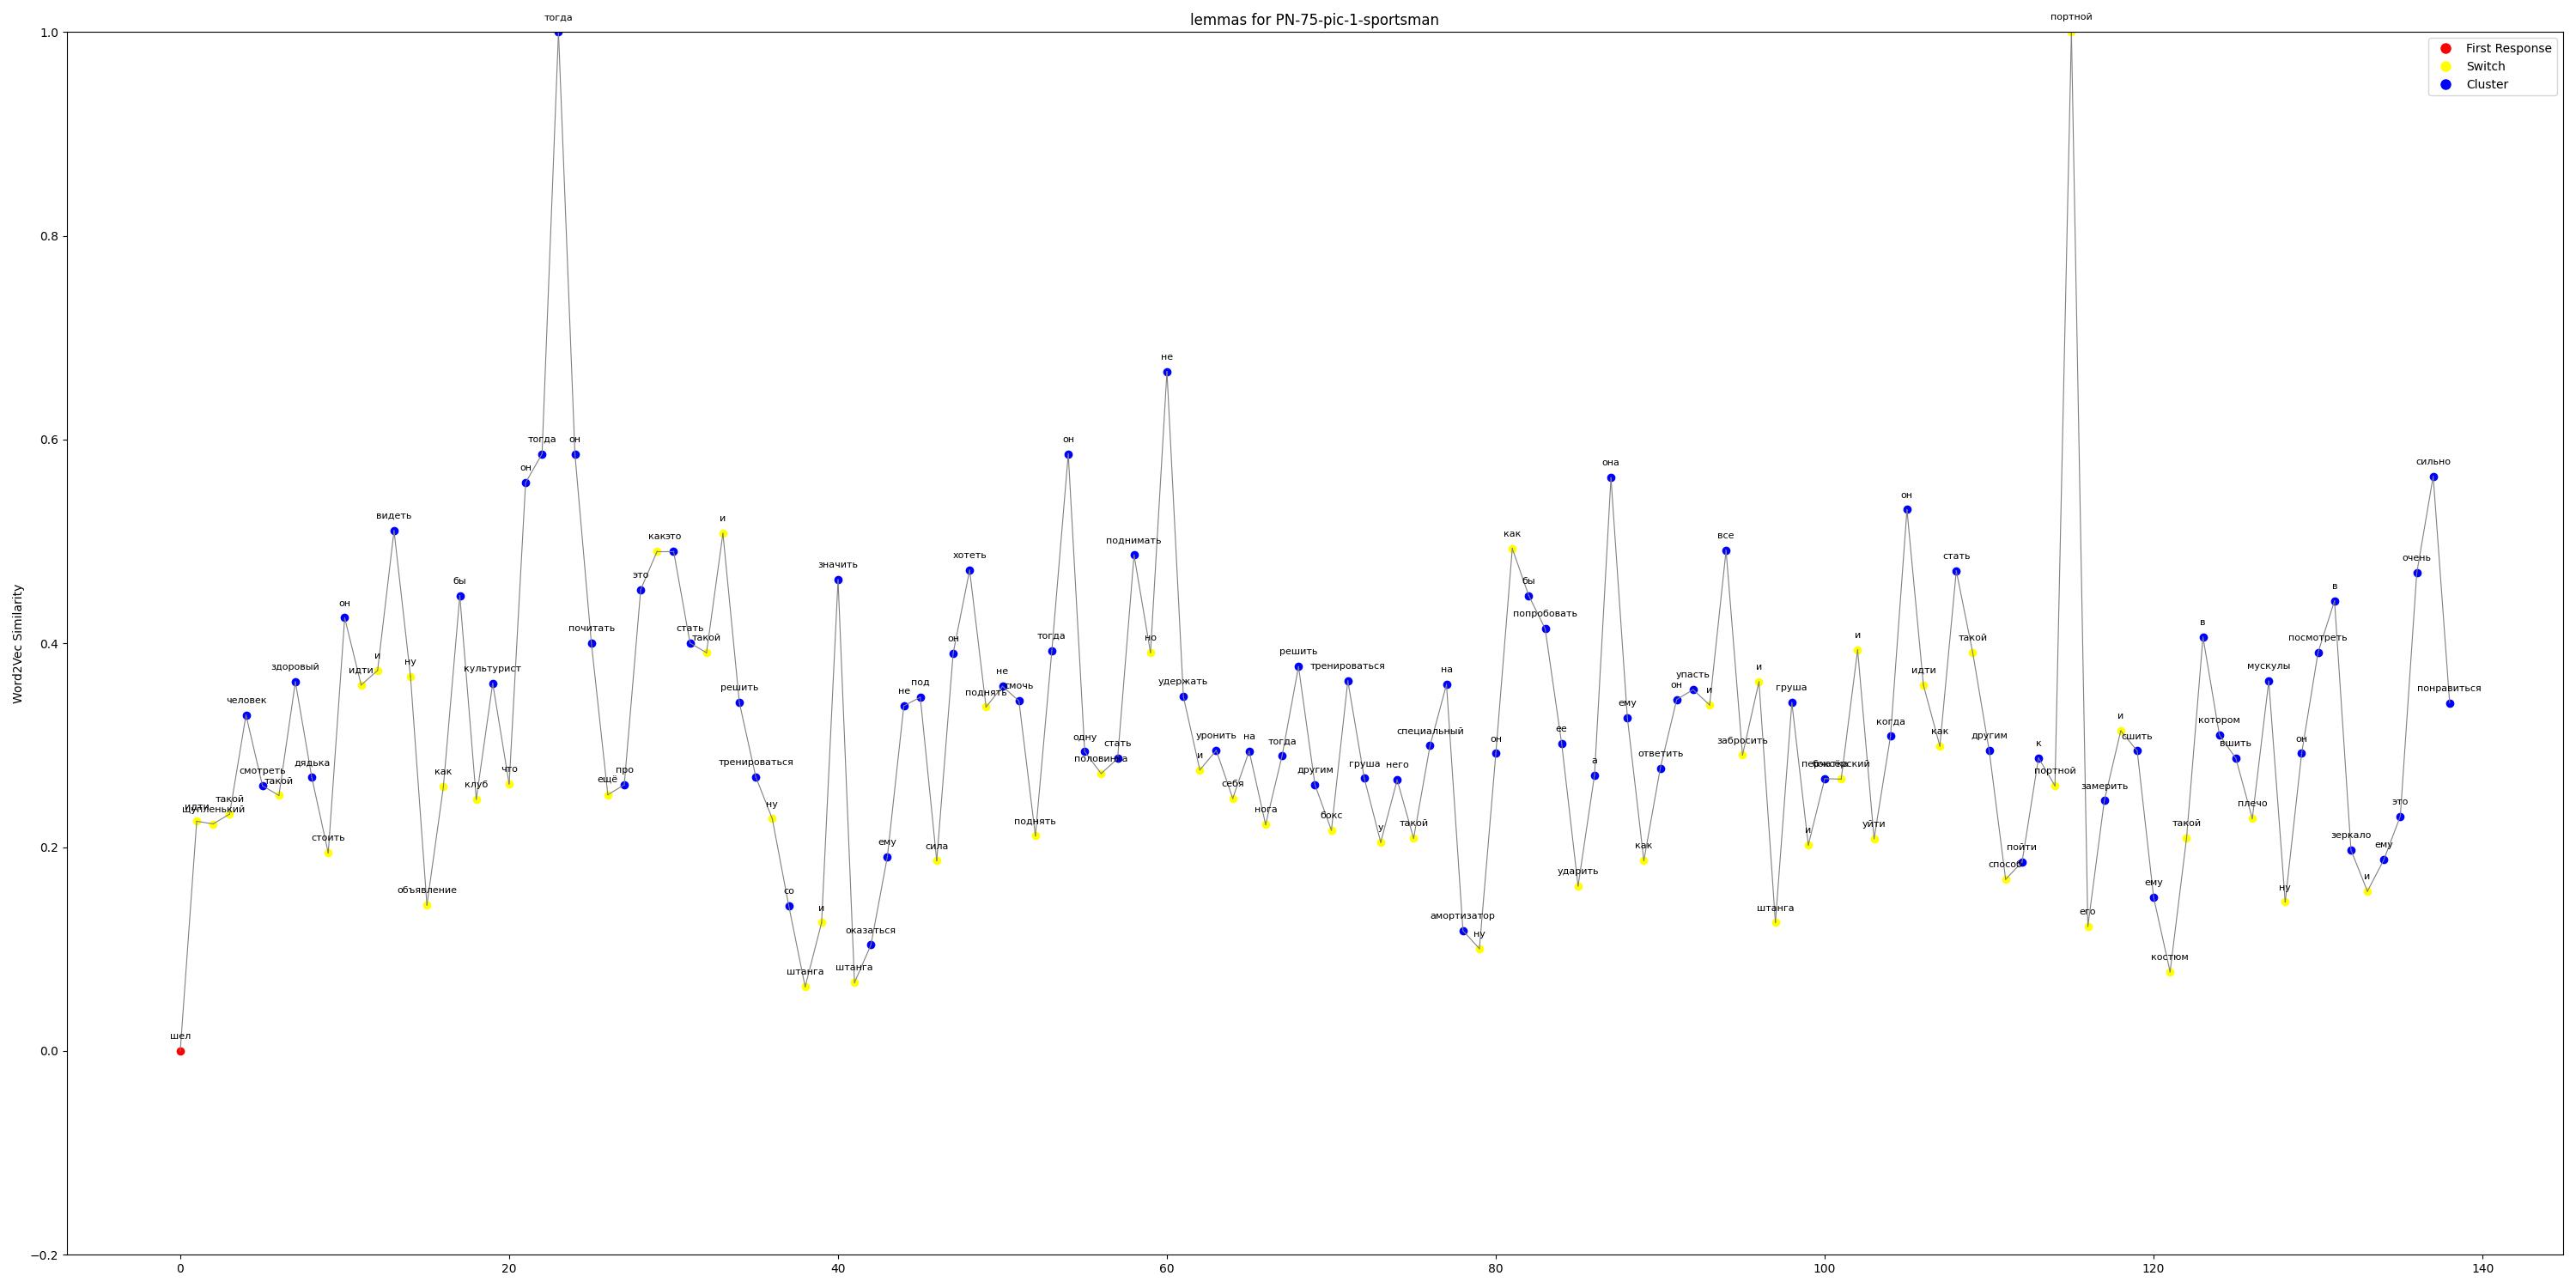 lemmas for PN-75-pic-1-sportsman
First Response
Switch
Cluster
Word2Vec Similarity
1.0
0.8
0.6
0.4
0.2
0.0
−0.2
0
20
40
60
80
100
120
140
шел
идти
щупленький
такой
человек
смотреть
такой
здоровый
дядька
стоить
он
идти
и
видеть
ну
объявление
как
бы
клуб
культурист
что
он
тогда
тогда
он
почитать
ещё
про
это
как
это
стать
такой
и
решить
тренироваться
ну
со
штанга
и
значить
штанга
оказаться
ему
не
под
сила
он
хотеть
поднять
не
смочь
поднять
тогда
он
одну
половинка
стать
поднимать
но
не
удержать
и
уронить
себя
на
нога
тогда
решить
другим
бокс
тренироваться
груша
у
него
такой
специальный
на
амортизатор
ну
он
как
бы
попробовать
ее
ударить
а
она
ему
как
ответить
он
упасть
и
все
забросить
и
штанга
груша
и
и
уйти
когда
он
идти
как
стать
такой
другим
способ
пойти
к
портной
портной
его
замерить
и
сшить
ему
костюм
такой
в
котором
вшить
плечо
мускулы
ну
он
посмотреть
в
зеркало
и
ему
это
очень
сильно
понравиться